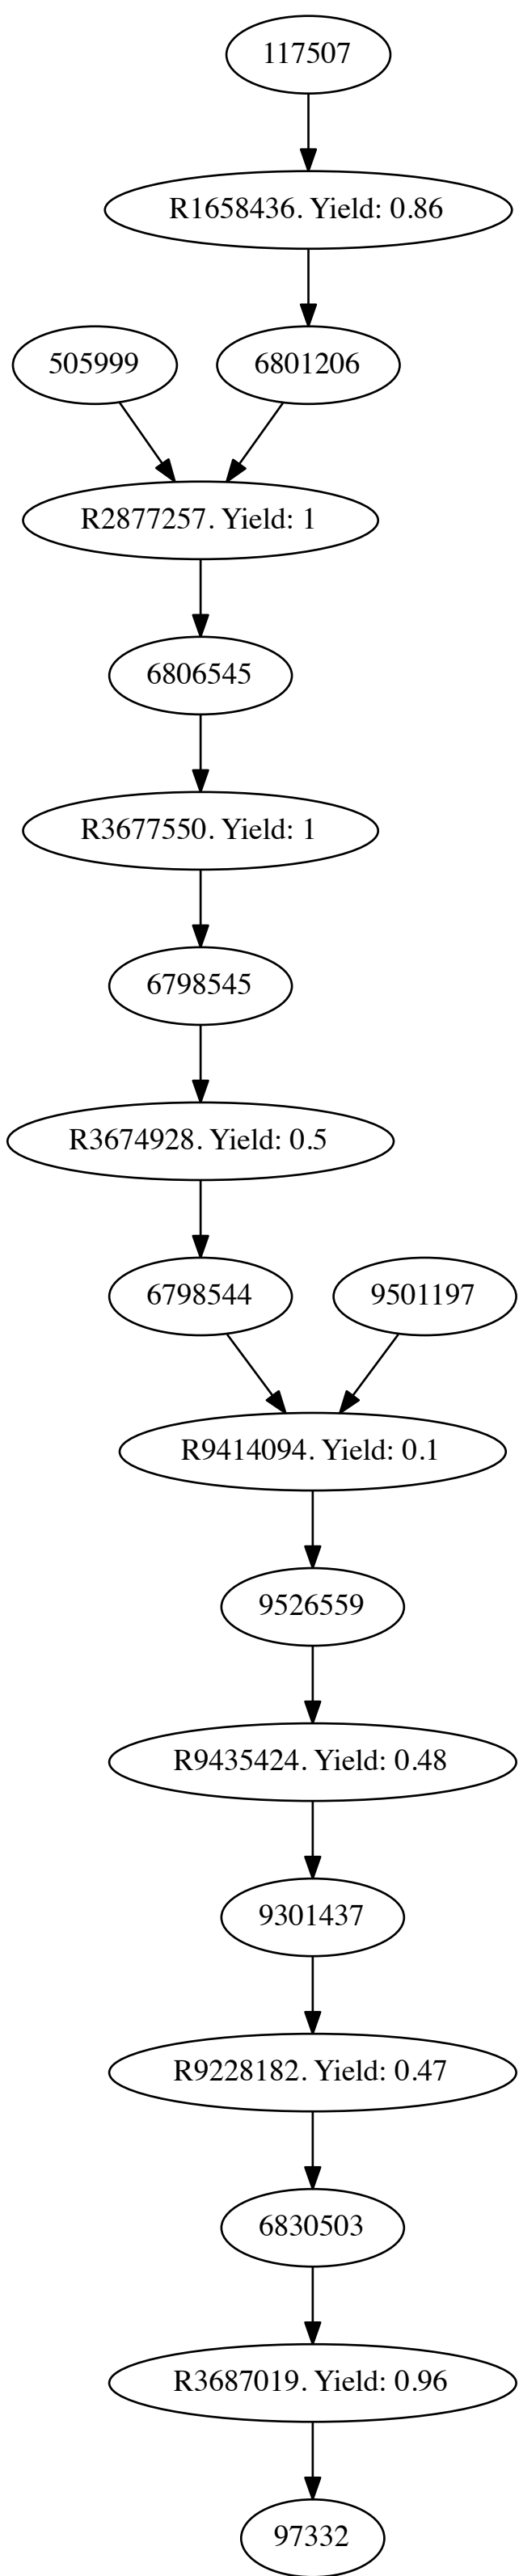 117507
R1658436. Yield: 0.86
505999
6801206
R2877257. Yield: 1
6806545
R3677550. Yield: 1
6798545
R3674928. Yield: 0.5
6798544
9501197
R9414094. Yield: 0.1
9526559
R9435424. Yield: 0.48
9301437
R9228182. Yield: 0.47
6830503
R3687019. Yield: 0.96
97332